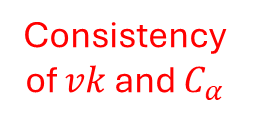 Consistency
of 𝑣𝑘 and 𝐶𝛼